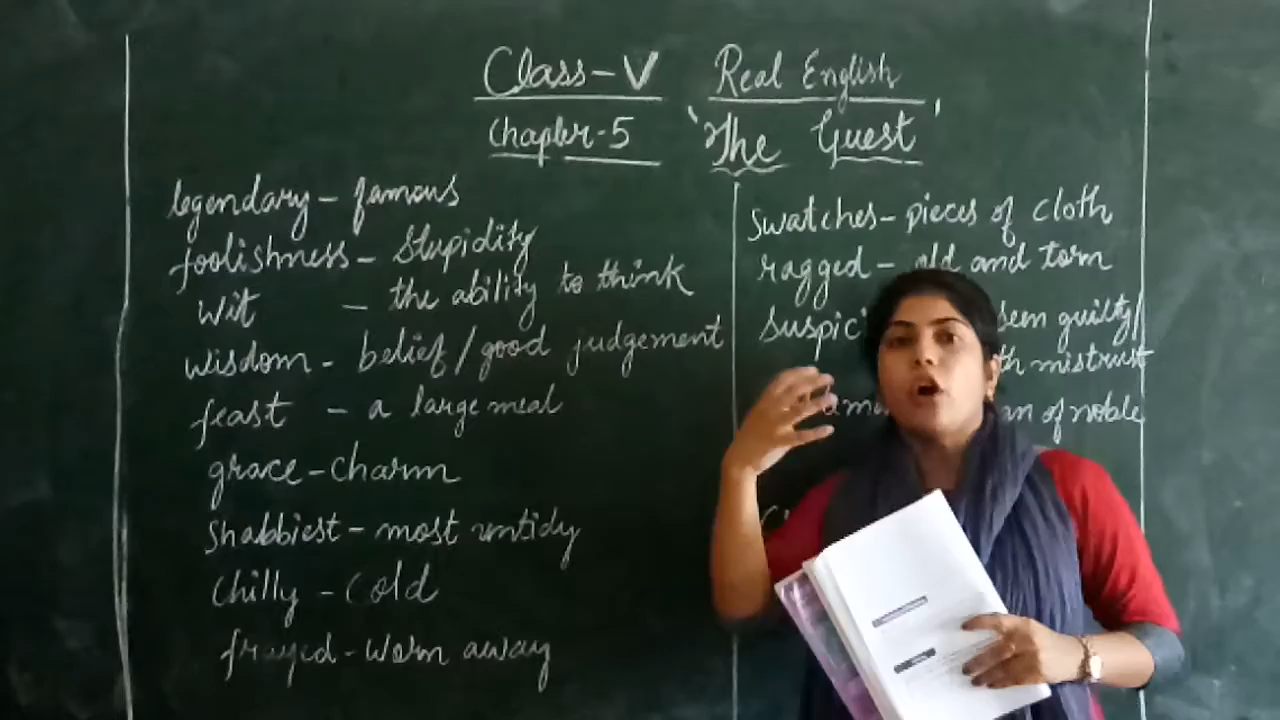 Class-V Real English
Chapter-5 'The Guest'
legendary - famous
foolishness - Stupidity
Wit - the ability to think
Wisdom - belief/good judgement
feast - a large meal
grace - Charm
Shabbiest - most untidy
Chilly - Cold
frayed - Worn away
Swatches - pieces of cloth
ragged - old and torn
seem guilty/
mistrust
of noble